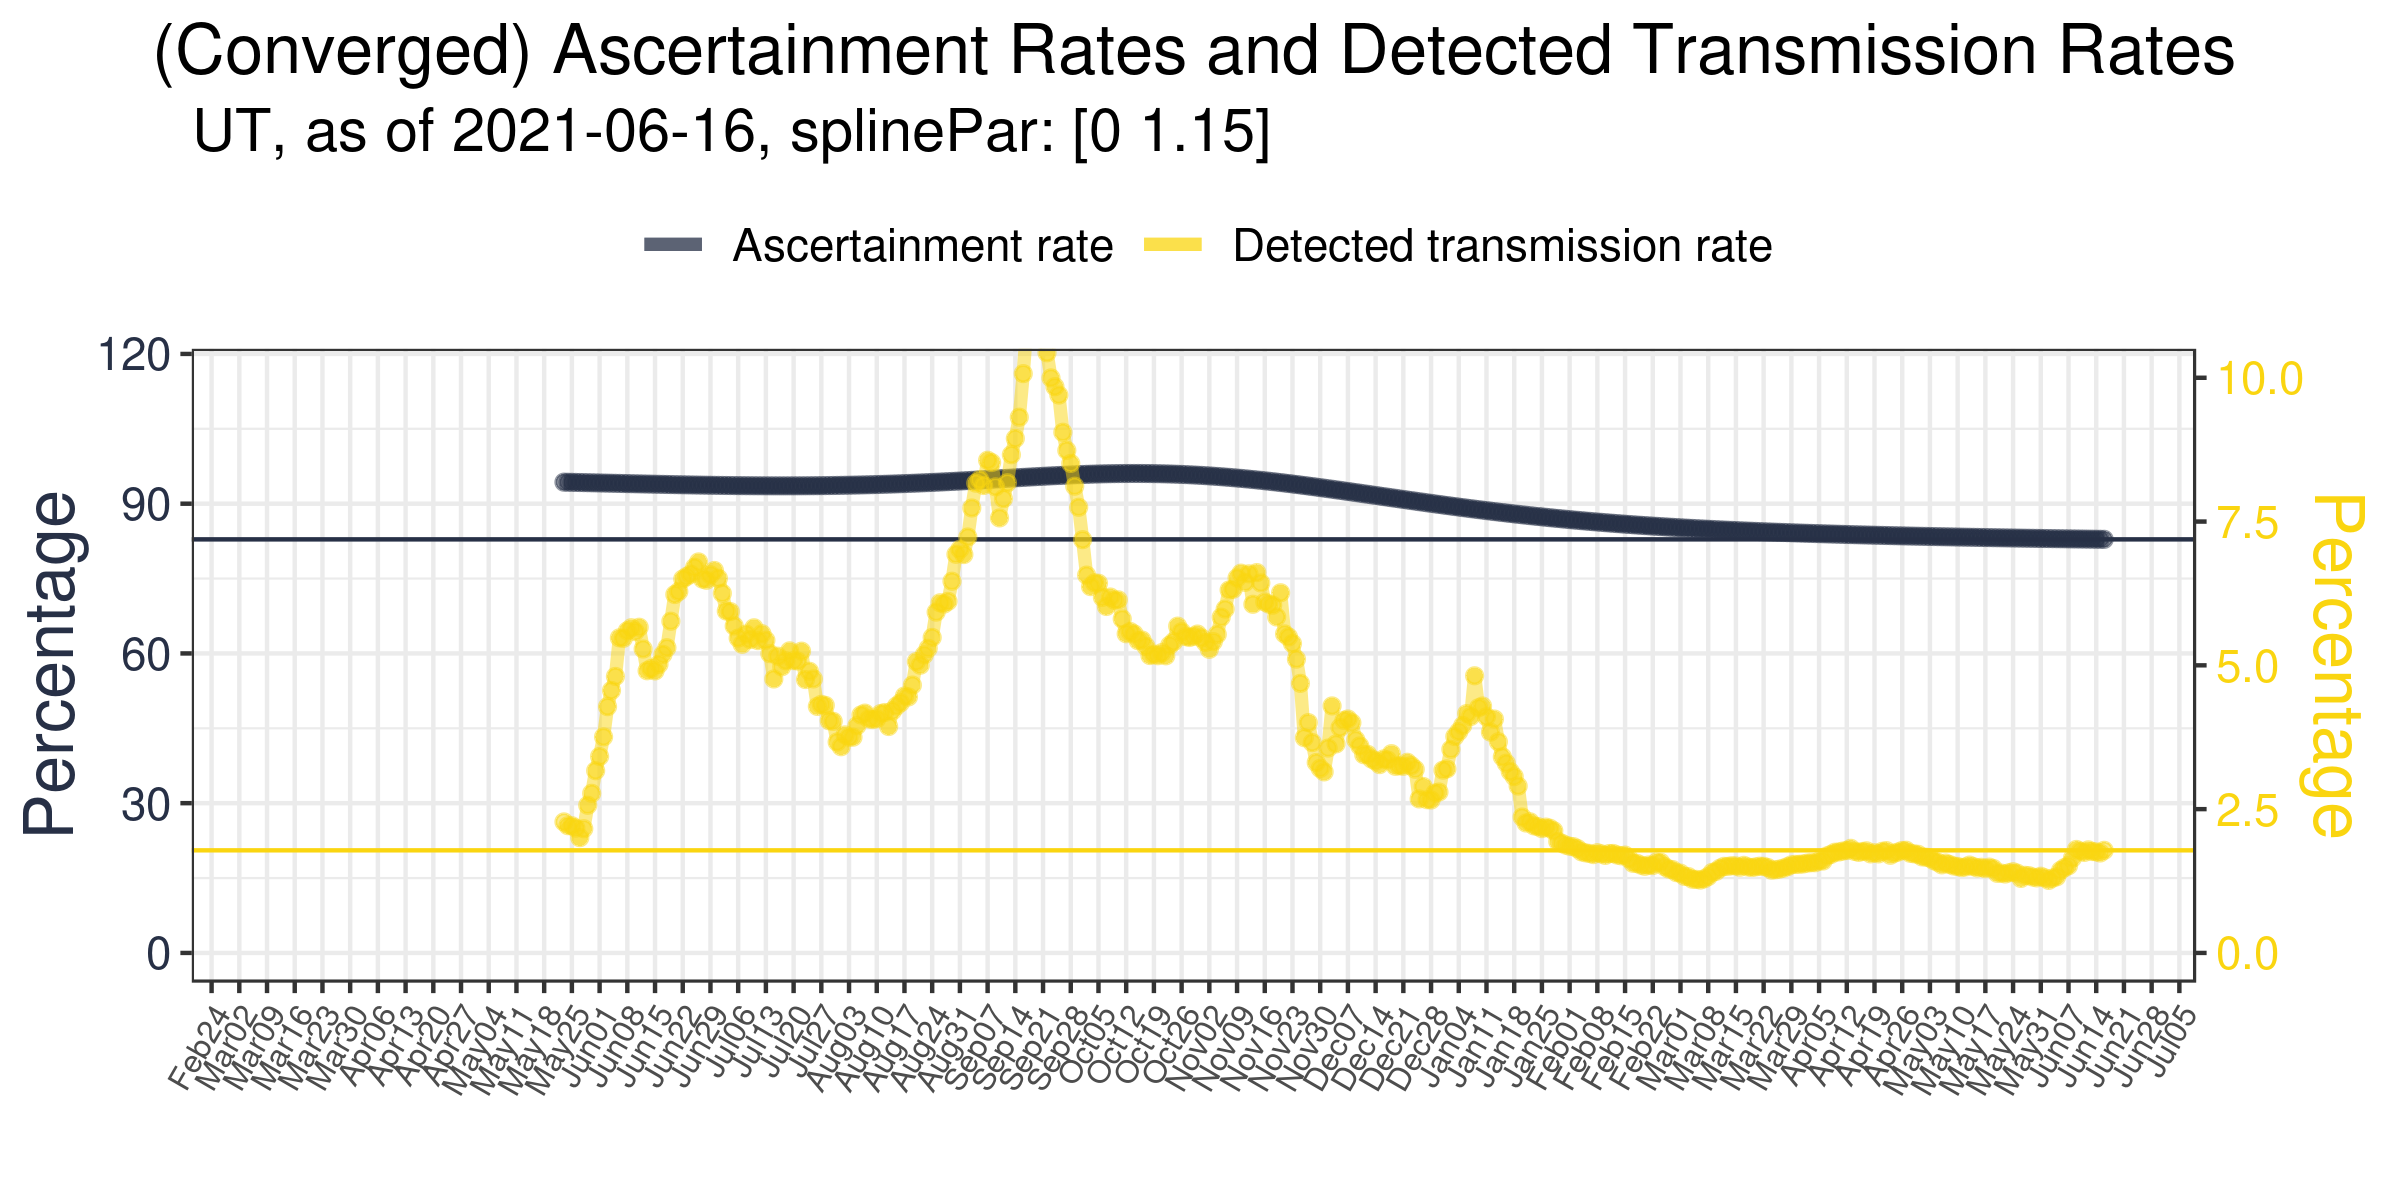 (Converged) Ascertainment Rates and Detected Transmission Rates
UT, as of 2021-06-16, splinePar: [0 1.15]
Ascertainment rate
Detected transmission rate
Percentage
120
90
60
30
0
10.0
7.5
5.0
2.5
0.0
Percentage
Feb24
Mar02
Mar09
Mar16
Mar23
Mar30
Apr06
Apr13
Apr20
Apr27
May04
May11
May18
May25
Jun01
Jun08
Jun15
Jun22
Jun29
Jul06
Jul13
Jul20
Jul27
Aug03
Aug10
Aug17
Aug24
Aug31
Sep07
Sep14
Sep21
Sep28
Oct05
Oct12
Oct19
Oct26
Nov02
Nov09
Nov16
Nov23
Nov30
Dec07
Dec14
Dec21
Dec28
Jan04
Jan11
Jan18
Jan25
Feb01
Feb08
Feb15
Feb22
Mar01
Mar08
Mar15
Mar22
Mar29
Apr05
Apr12
Apr19
Apr26
May03
May10
May17
May24
May31
Jun07
Jun14
Jun21
Jun28
Jul05